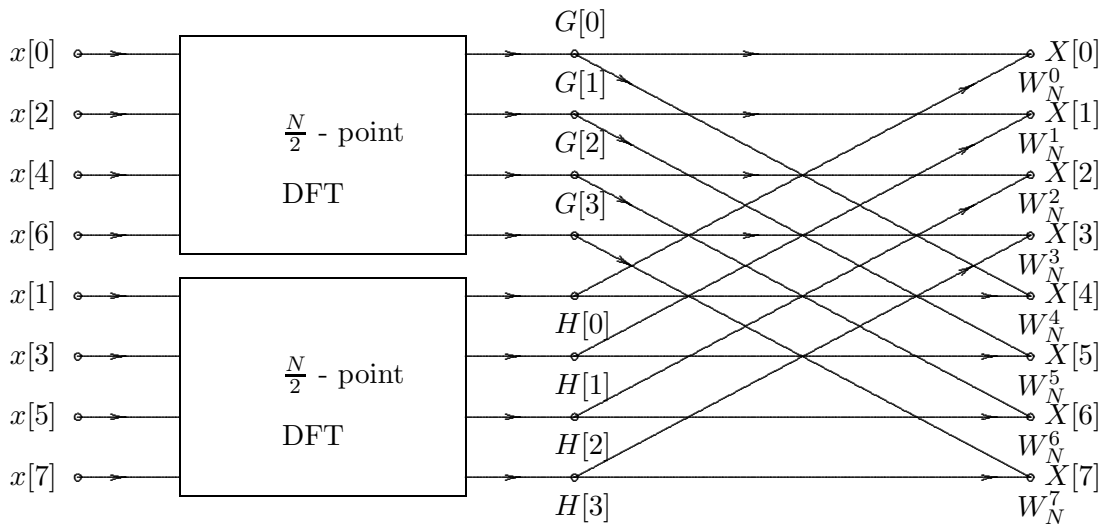 G[0]
x[0] X[0]
G[1] W_N^0
x[2] X[1]
N/2 - point
G[2] W_N^1
x[4] X[2]
DFT
G[3] W_N^2
x[6] X[3]
W_N^3
x[1] X[4]
H[0] W_N^4
x[3] X[5]
N/2 - point
H[1] W_N^5
x[5] X[6]
DFT
H[2] W_N^6
x[7] X[7]
H[3] W_N^7